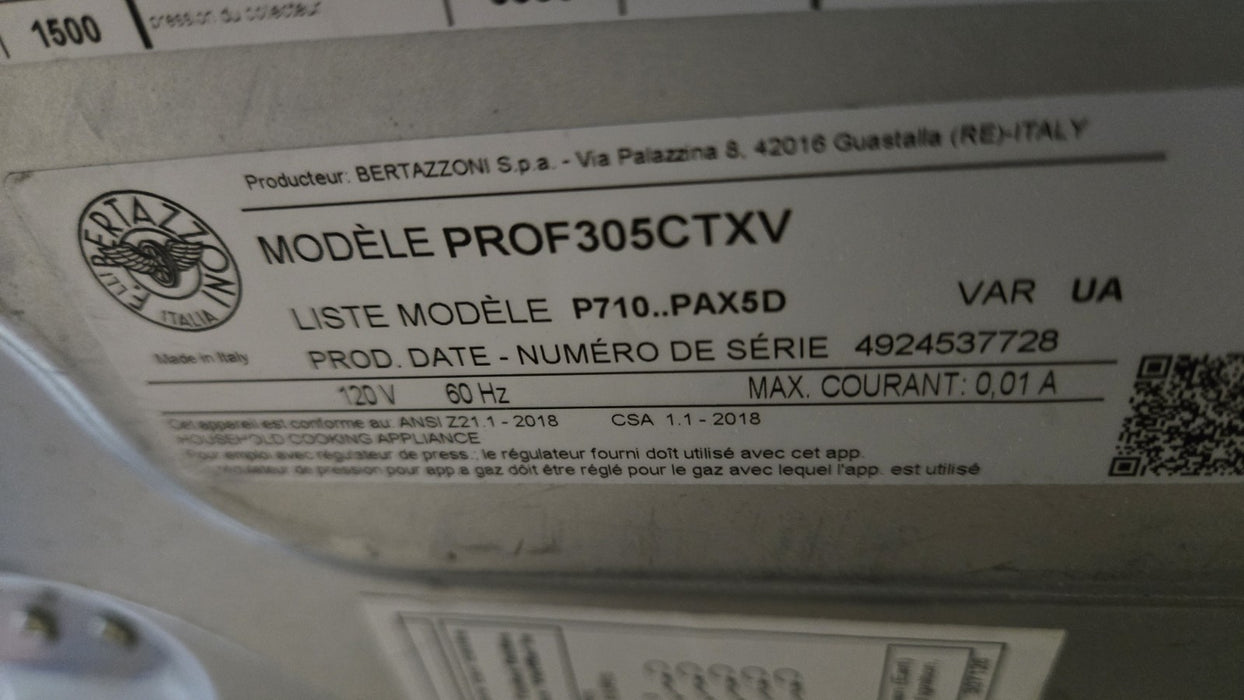 1500
pression du collecteur
Producteur: BERTAZZONI S.p.a. - Via Palazzina 8, 42016 Guastalla (RE)-ITALY
F.LLI BERTAZZONI
ITALIA
MODÈLE PROF305CTXV
LISTE MODÈLE P710..PAX5D VAR UA
Made in Italy
PROD. DATE - NUMÉRO DE SÉRIE 4924537728
120 V 60 Hz MAX. COURANT: 0,01 A
Cet appareil est conforme au: ANSI Z21.1 - 2018 CSA 1.1 - 2018
HOUSEHOLD COOKING APPLIANCE
Pour emploi avec régulateur de press.: le régulateur fourni doît utilisé avec cet app.
régulateur de pression pour app.a gaz dôit être réglé pour le gaz avec lequel l'app. est utilisé